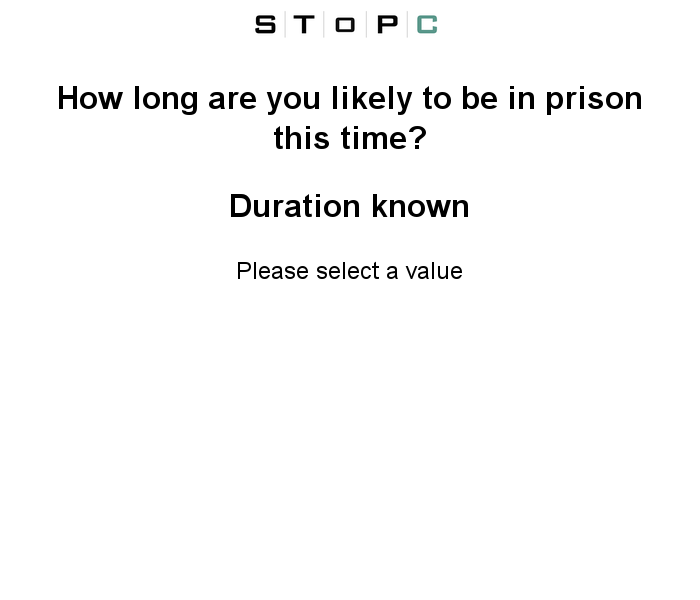 S T O P C
How long are you likely to be in prison
this time?
Duration known
Please select a value